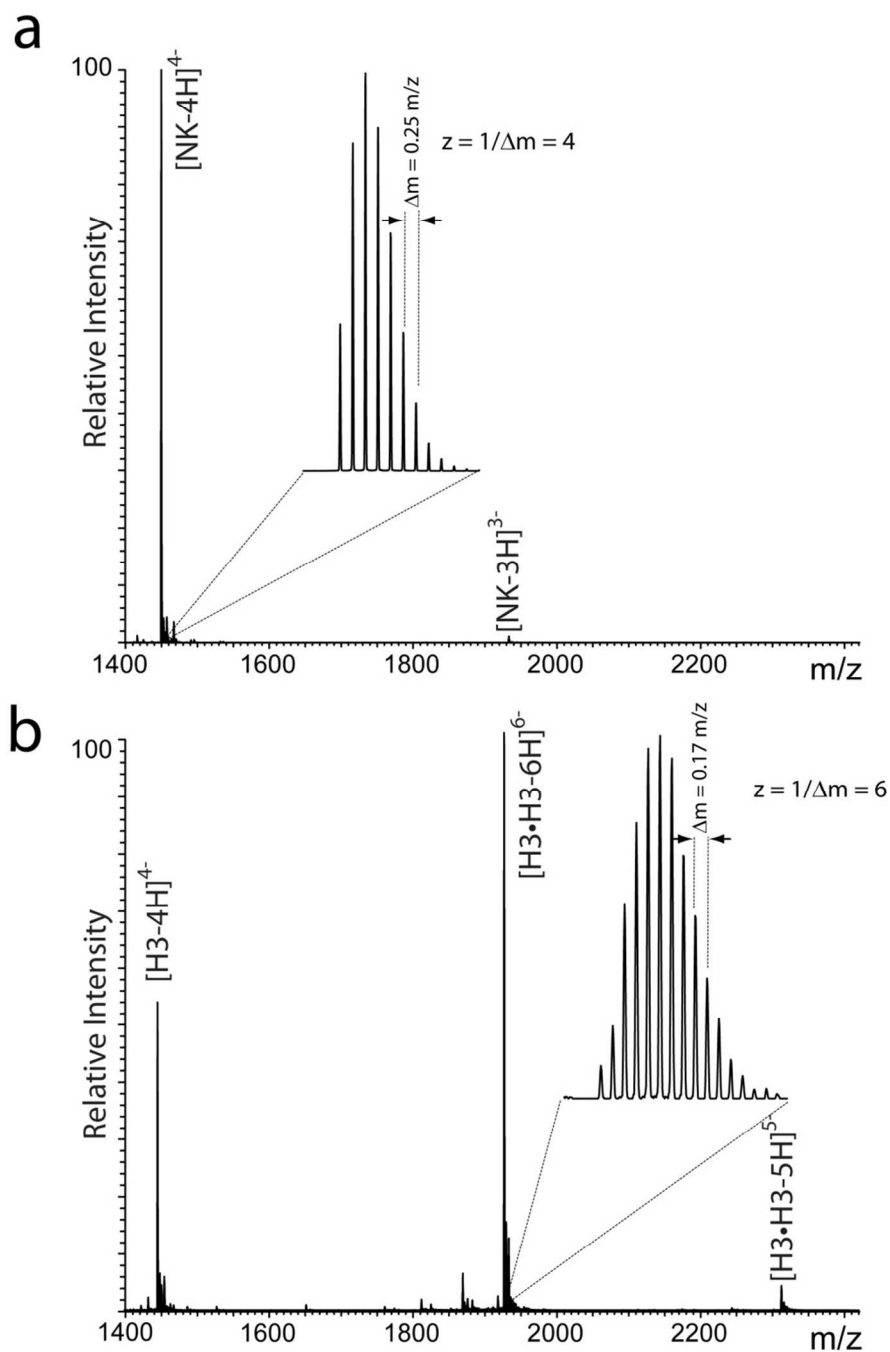 a
100
[NK-4H]4-
Δm = 0.25 m/z
z = 1/Δm = 4
Relative Intensity
[NK-3H]3-
1400
1600
1800
2000
2200
m/z
b
100
[H3-4H]4-
[H3•H3-6H]6-
Δm = 0.17 m/z
z = 1/Δm = 6
Relative Intensity
[H3•H3-5H]5-
1400
1600
1800
2000
2200
m/z